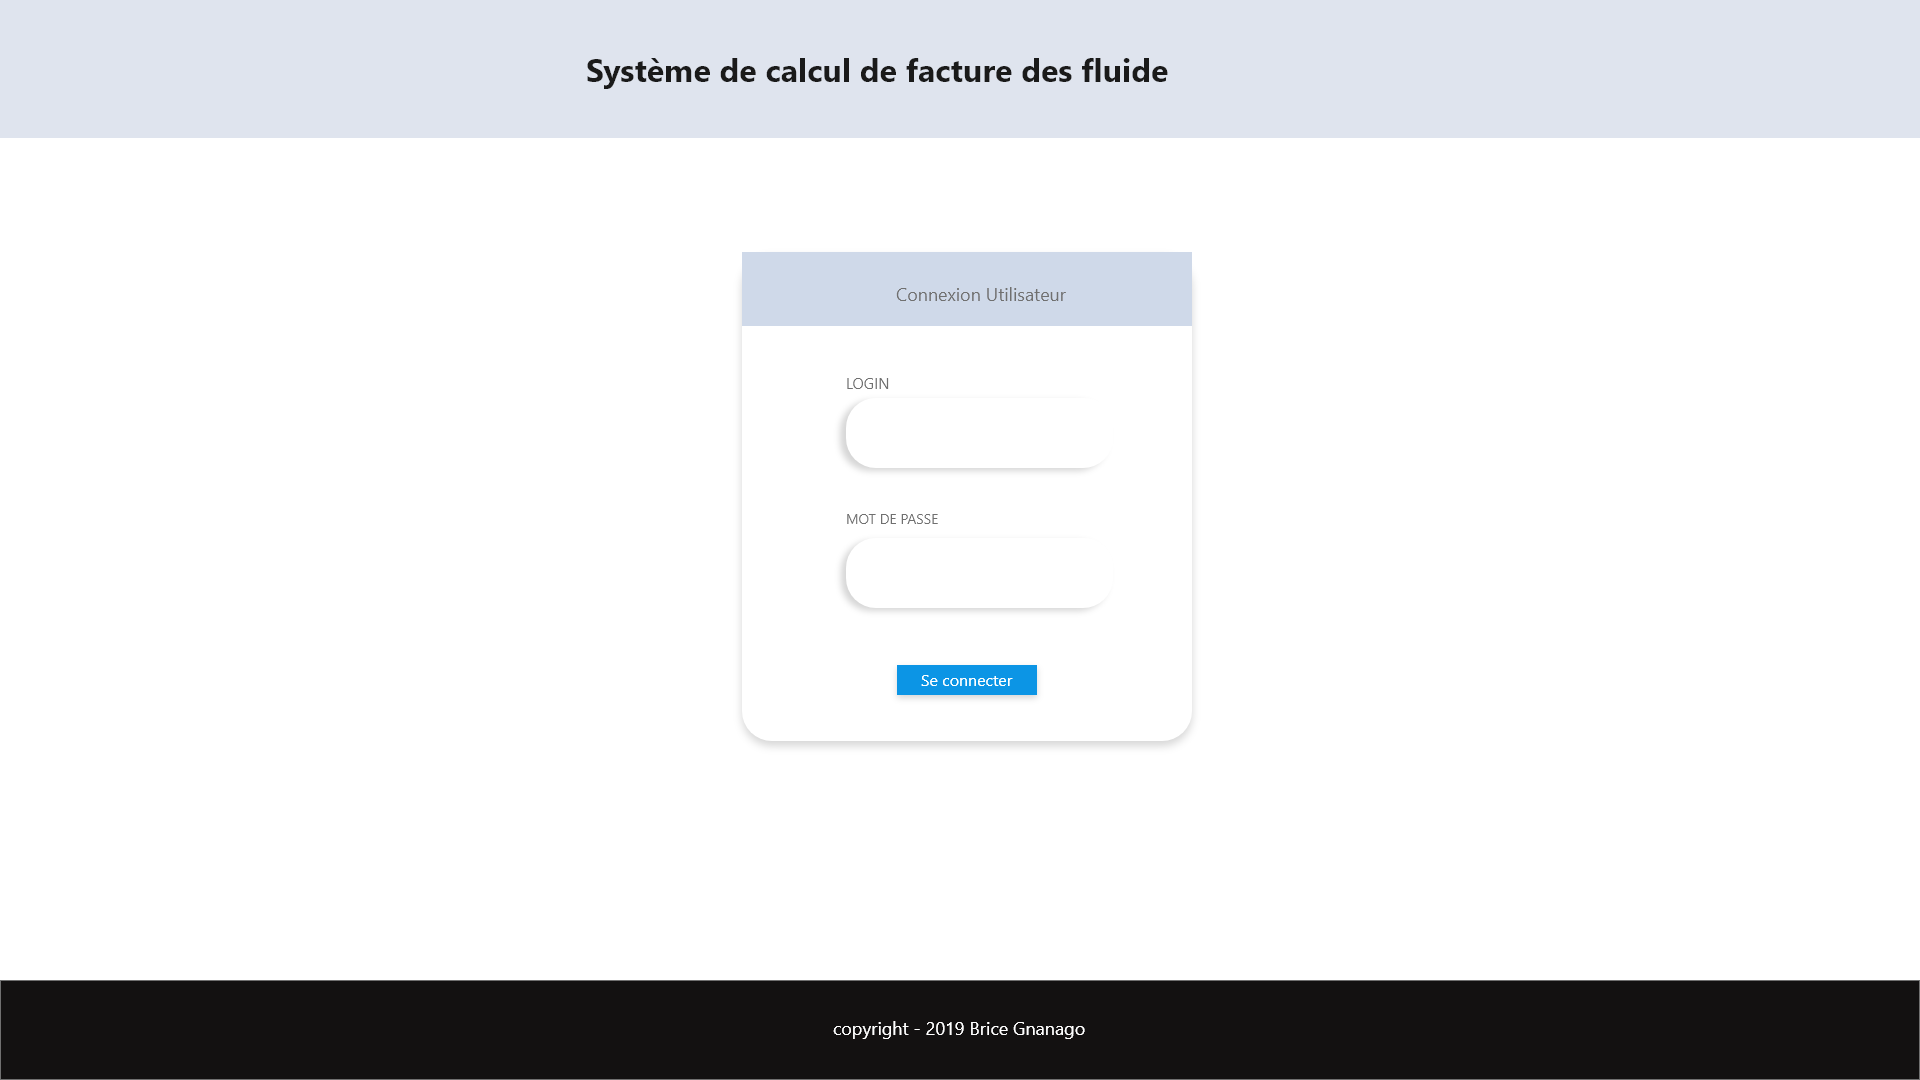 Système de calcul de facture des fluide
Connexion Utilisateur
LOGIN
MOT DE PASSE
Se connecter
copyright - 2019 Brice Gnanago